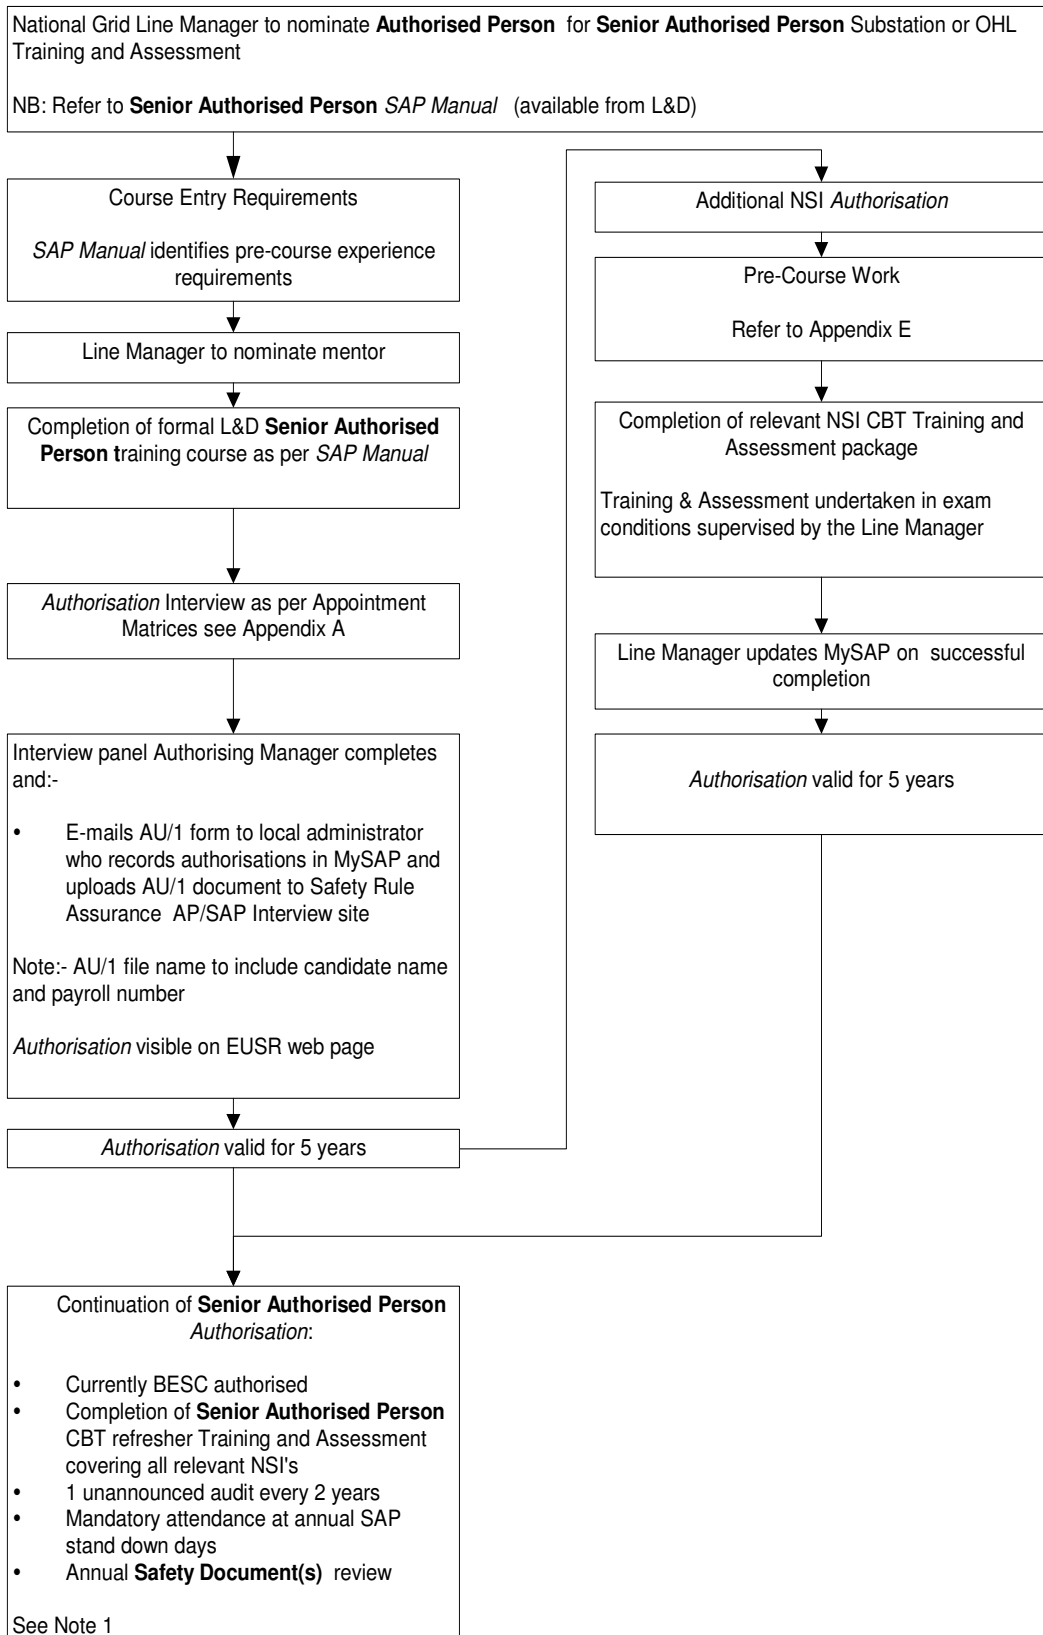 National Grid Line Manager to nominate Authorised Person for Senior Authorised Person Substation or OHL
Training and Assessment
NB: Refer to Senior Authorised Person SAP Manual (available from L&D)
Course Entry Requirements
SAP Manual identifies pre-course experience
requirements
Line Manager to nominate mentor
Completion of formal L&D Senior Authorised
Person training course as per SAP Manual
Authorisation Interview as per Appointment
Matrices see Appendix A
Interview panel Authorising Manager completes
and:-
• E-mails AU/1 form to local administrator
who records authorisations in MySAP and
uploads AU/1 document to Safety Rule
Assurance AP/SAP Interview site
Note:- AU/1 file name to include candidate name
and payroll number
Authorisation visible on EUSR web page
Authorisation valid for 5 years
Additional NSI Authorisation
Pre-Course Work
Refer to Appendix E
Completion of relevant NSI CBT Training and
Assessment package
Training & Assessment undertaken in exam
conditions supervised by the Line Manager
Line Manager updates MySAP on successful
completion
Authorisation valid for 5 years
Continuation of Senior Authorised Person
Authorisation:
• Currently BESC authorised
• Completion of Senior Authorised Person
CBT refresher Training and Assessment
covering all relevant NSI's
• 1 unannounced audit every 2 years
• Mandatory attendance at annual SAP
stand down days
• Annual Safety Document(s) review
See Note 1